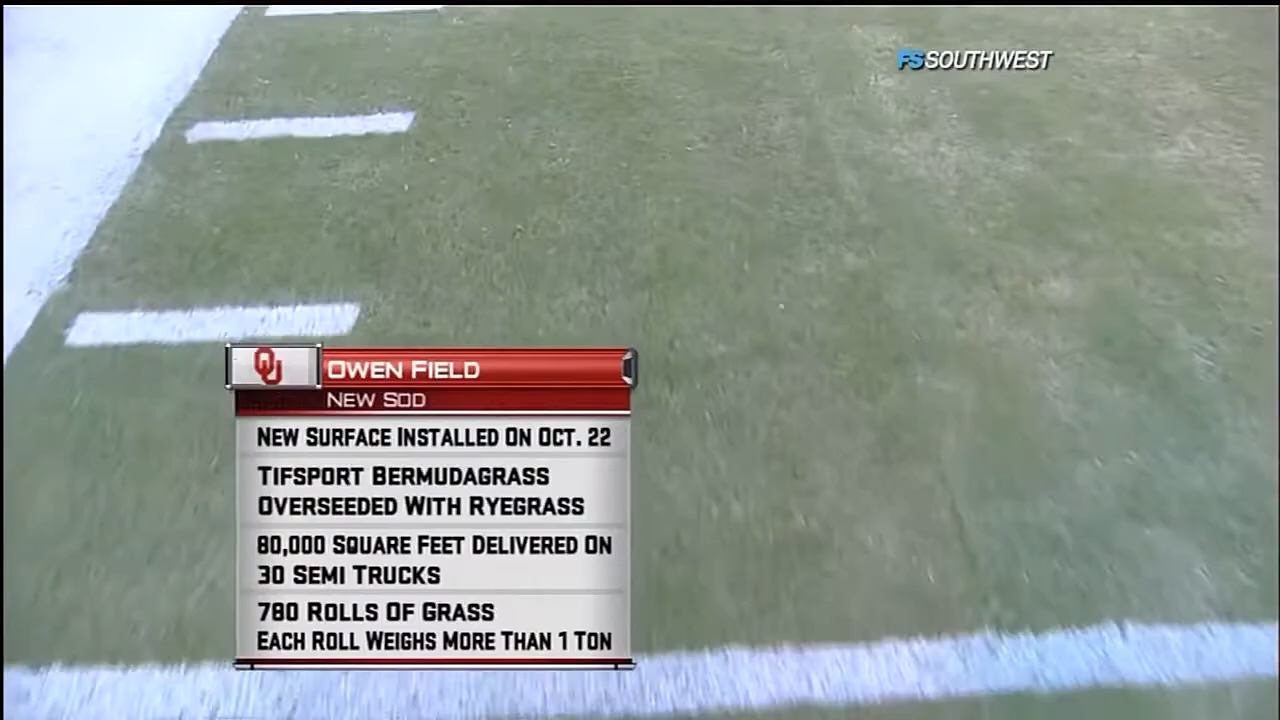 FS SOUTHWEST
OU
OWEN FIELD
NEW SOD
NEW SURFACE INSTALLED ON OCT. 22
TIFSPORT BERMUDAGRASS
OVERSEEDED WITH RYEGRASS
80,000 SQUARE FEET DELIVERED ON
30 SEMI TRUCKS
780 ROLLS OF GRASS
EACH ROLL WEIGHS MORE THAN 1 TON